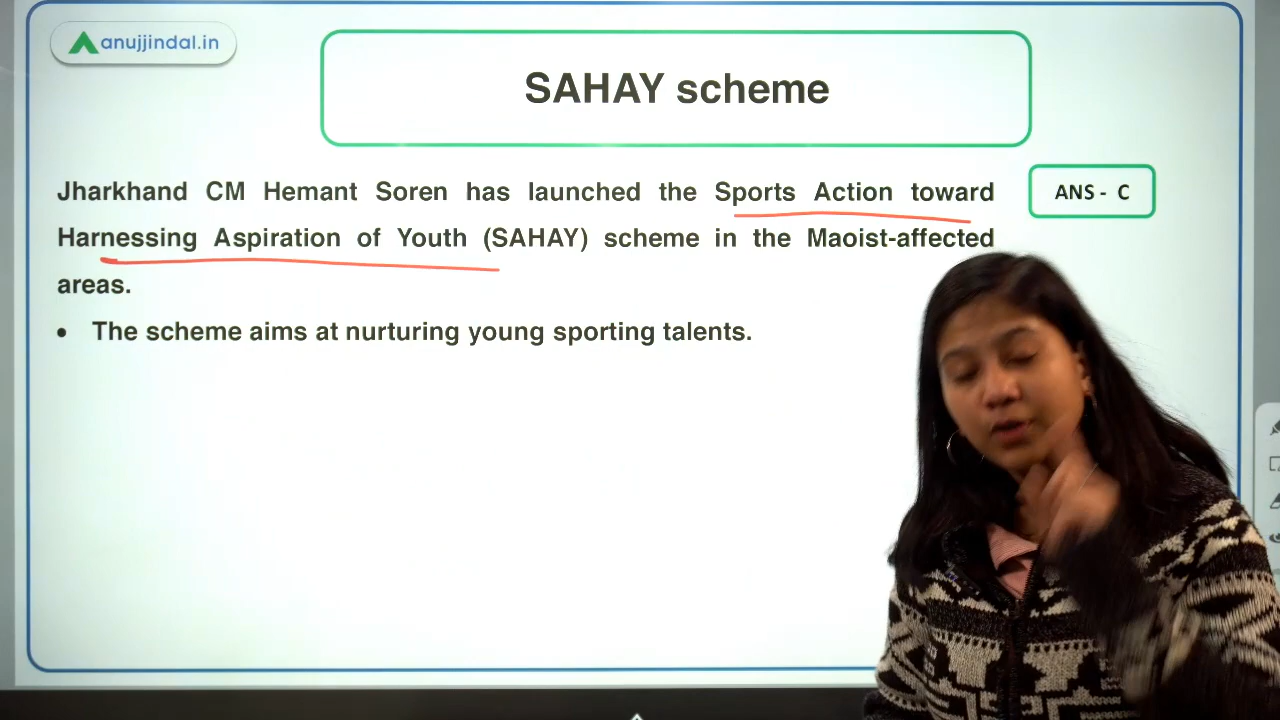 anujjindal.in
SAHAY scheme
Jharkhand CM Hemant Soren has launched the Sports Action toward
ANS - C
Harnessing Aspiration of Youth (SAHAY) scheme in the Maoist-affected
areas.
• The scheme aims at nurturing young sporting talents.